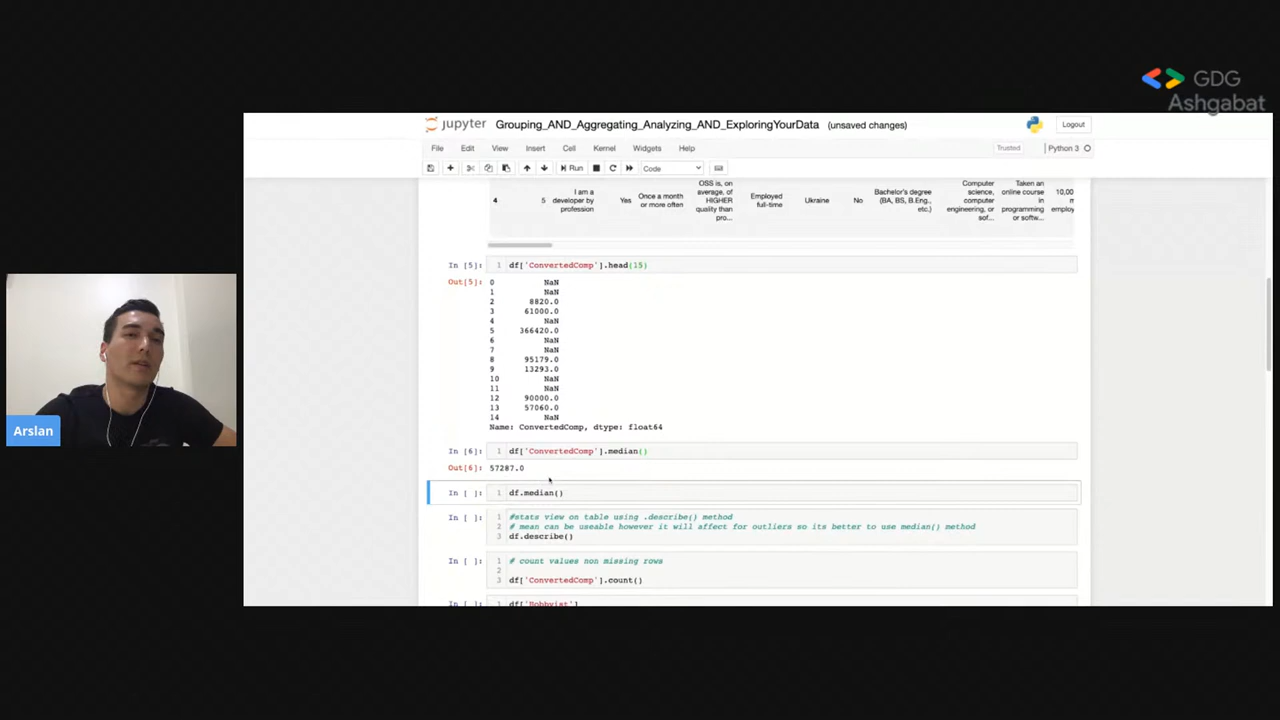 GDG
Ashgabat
jupyter Grouping_AND_Aggregating_Analyzing_AND_ExploringYourData (unsaved changes)
Logout
File Edit View Insert Cell Kernel Widgets Help
Trusted
Python 3
Run
Code
4 5 I am a developer by profession Yes Once a month or more often OSS is, on average, of HIGHER quality than pro... Employed full-time Ukraine No Bachelor's degree (BA, BS, B.Eng., etc.) Computer science, computer engineering, or sof... Taken an online course in programming or softw... 10,00 m employ
In [5]: 1 df['ConvertedComp'].head(15)
Out[5]: 0 NaN
1 NaN
2 8820.0
3 61000.0
4 NaN
5 366420.0
6 NaN
7 NaN
8 95179.0
9 13293.0
10 NaN
11 NaN
12 90000.0
13 57060.0
14 NaN
Name: ConvertedComp, dtype: float64
In [6]: 1 df['ConvertedComp'].median()
Out[6]: 57287.0
In [ ]: 1 df.median()
In [ ]: 1 #stats view on table using .describe() method
2 # mean can be useable however it will affect for outliers so its better to use median() method
3 df.describe()
In [ ]: 1 # count values non missing rows
2
3 df['ConvertedComp'].count()
In [ ]: 1 df['Hobbyist']
Arslan